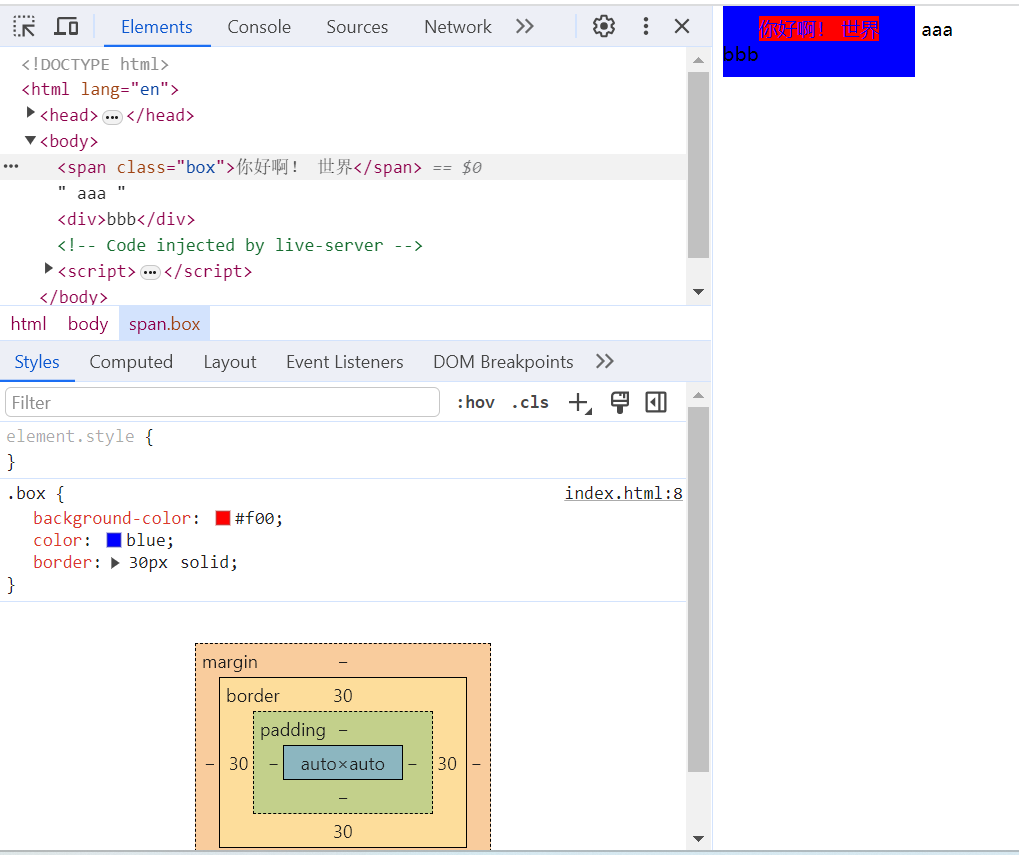 Elements Console Sources Network
<!DOCTYPE html>
<html lang="en">
<head> … </head>
<body>
<span class="box">你好啊！ 世界</span> == $0
" aaa "
<div>bbb</div>
<!-- Code injected by live-server -->
<script> … </script>
</body>
html body span.box
Styles Computed Layout Event Listeners DOM Breakpoints
Filter :hov .cls
element.style {
}
.box { index.html:8
background-color: #f00;
color: blue;
border: 30px solid;
}
margin –
border 30
padding –
– 30 – auto×auto – 30 –
–
30
你好啊！ 世界 aaa
bbb